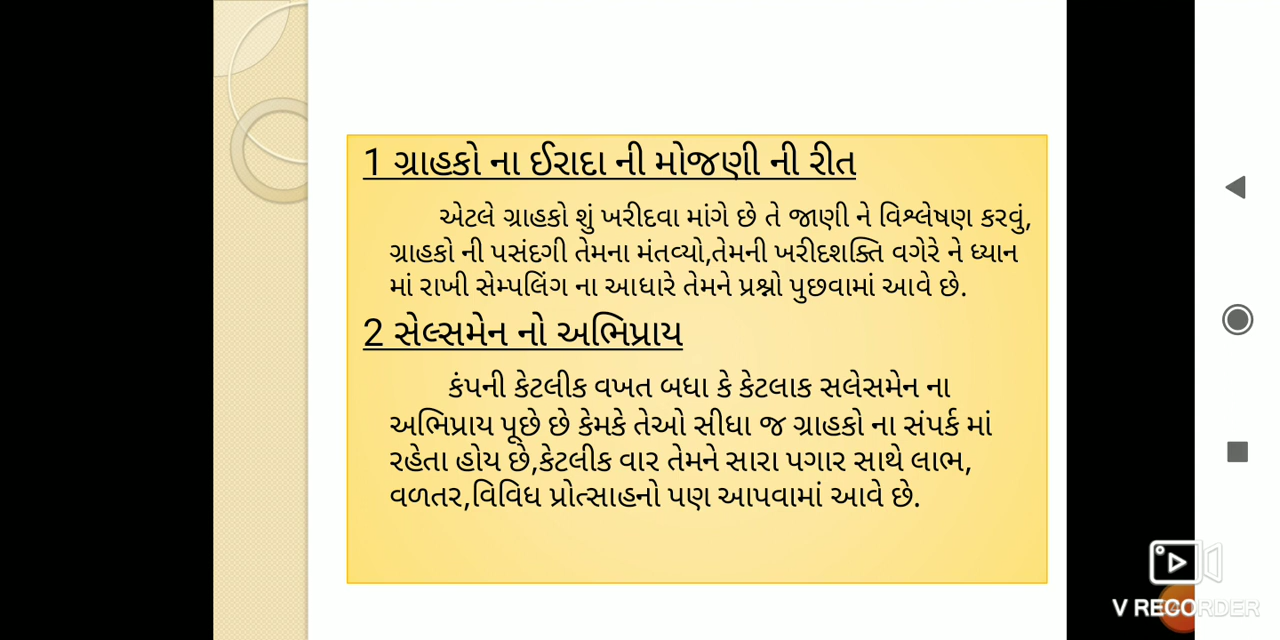 1 ગ્રાહકો ના ઈરાદા ની મોજણી ની રીત
એટલે ગ્રાહકો શું ખરીદવા માંગે છે તે જાણી ને વિશ્લેષણ કરવું,
ગ્રાહકો ની પસંદગી તેમના મંતવ્યો,તેમની ખરીદશક્તિ વગેરે ને ધ્યાન
માં રાખી સેમ્પલિંગ ના આધારે તેમને પ્રશ્નો પુછવામાં આવે છે.
2 સેલ્સમેન નો અભિપ્રાય
કંપની કેટલીક વખત બધા કે કેટલાક સલેસમેન ના
અભિપ્રાય પૂછે છે કેમકે તેઓ સીધા જ ગ્રાહકો ના સંપર્ક માં
રહેતા હોય છે,કેટલીક વાર તેમને સારા પગાર સાથે લાભ,
વળતર,વિવિધ પ્રોત્સાહનો પણ આપવામાં આવે છે.
V RECORDER